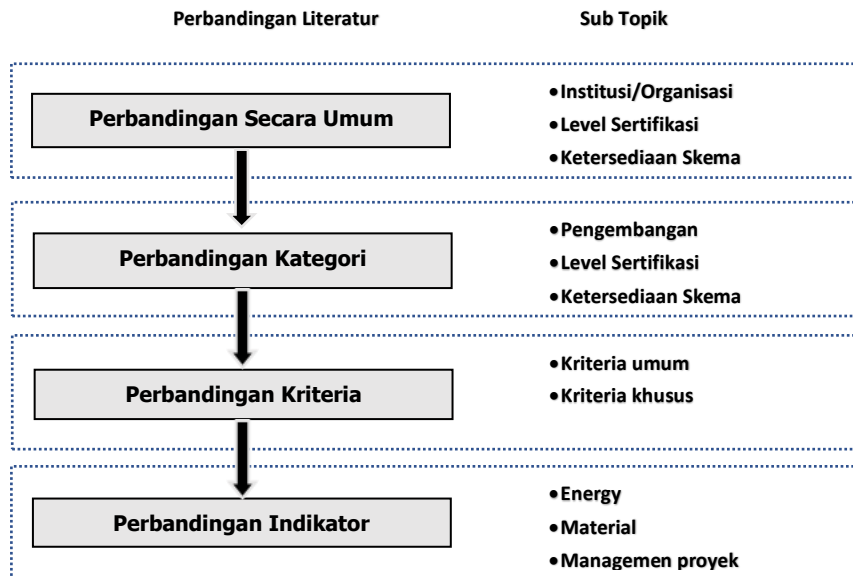 Perbandingan Literatur
Sub Topik
Perbandingan Secara Umum
•Institusi/Organisasi
•Level Sertifikasi
•Ketersediaan Skema
Perbandingan Kategori
•Pengembangan
•Level Sertifikasi
•Ketersediaan Skema
Perbandingan Kriteria
•Kriteria umum
•Kriteria khusus
Perbandingan Indikator
•Energy
•Material
•Managemen proyek